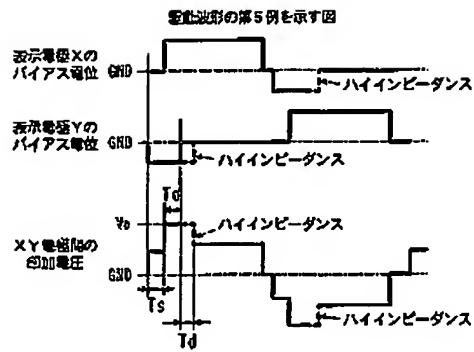 駆動波形の第5例を示す図
表示電極Xの
バイアス電位
GND
ハイインピーダンス
表示電極Yの
バイアス電位
GND
ハイインピーダンス
To
Vo
ハイインピーダンス
XY電極間の
印加電圧
GND
Ts
ハイインピーダンス
Td